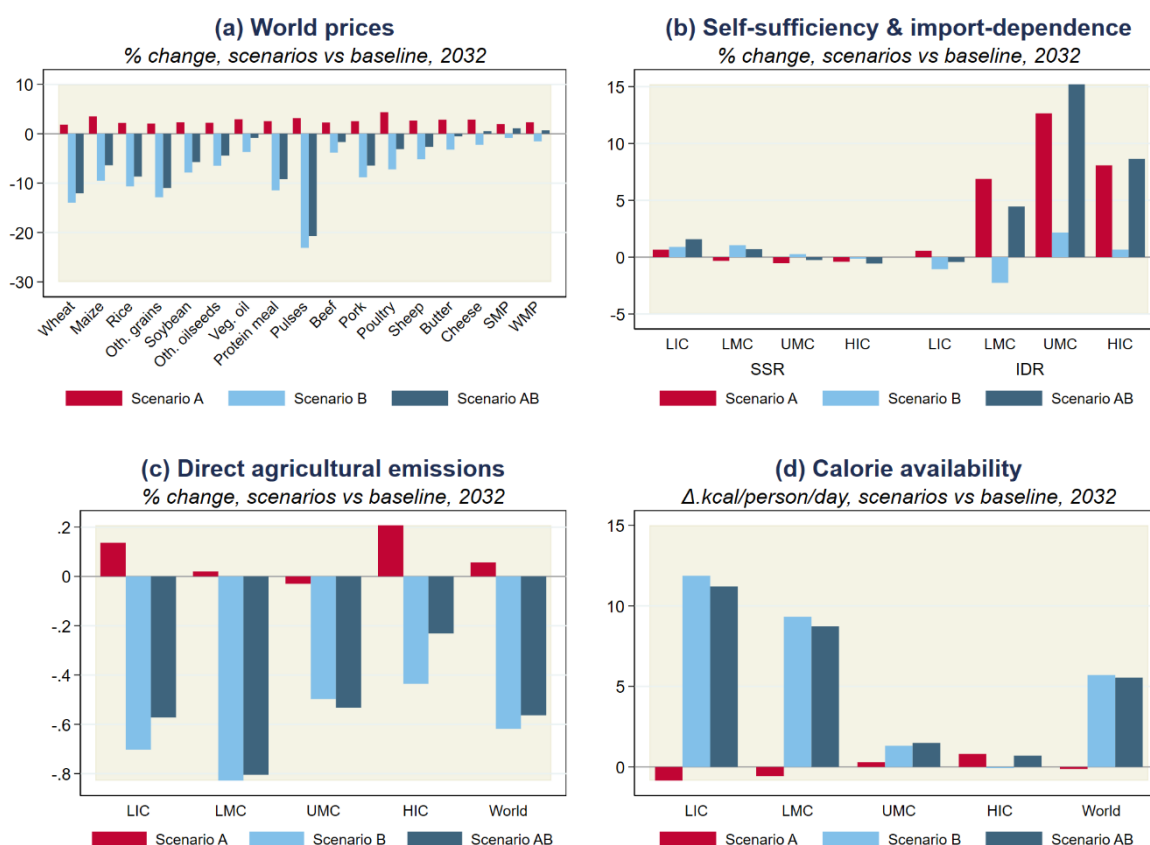 (a) World prices
% change, scenarios vs baseline, 2032
10
0
-10
-20
-30
Wheat
Maize
Rice
Oth. grains
Soybean
Oth. oilseeds
Veg. oil
Protein meal
Pulses
Beef
Pork
Poultry
Sheep
Butter
Cheese
SMP
WMP
Scenario A Scenario B Scenario AB
(b) Self-sufficiency & import-dependence
% change, scenarios vs baseline, 2032
15
10
5
0
-5
LIC LMC UMC HIC LIC LMC UMC HIC
SSR IDR
Scenario A Scenario B Scenario AB
(c) Direct agricultural emissions
% change, scenarios vs baseline, 2032
.2
0
-.2
-.4
-.6
-.8
LIC LMC UMC HIC World
Scenario A Scenario B Scenario AB
(d) Calorie availability
Δ.kcal/person/day, scenarios vs baseline, 2032
15
10
5
0
LIC LMC UMC HIC World
Scenario A Scenario B Scenario AB